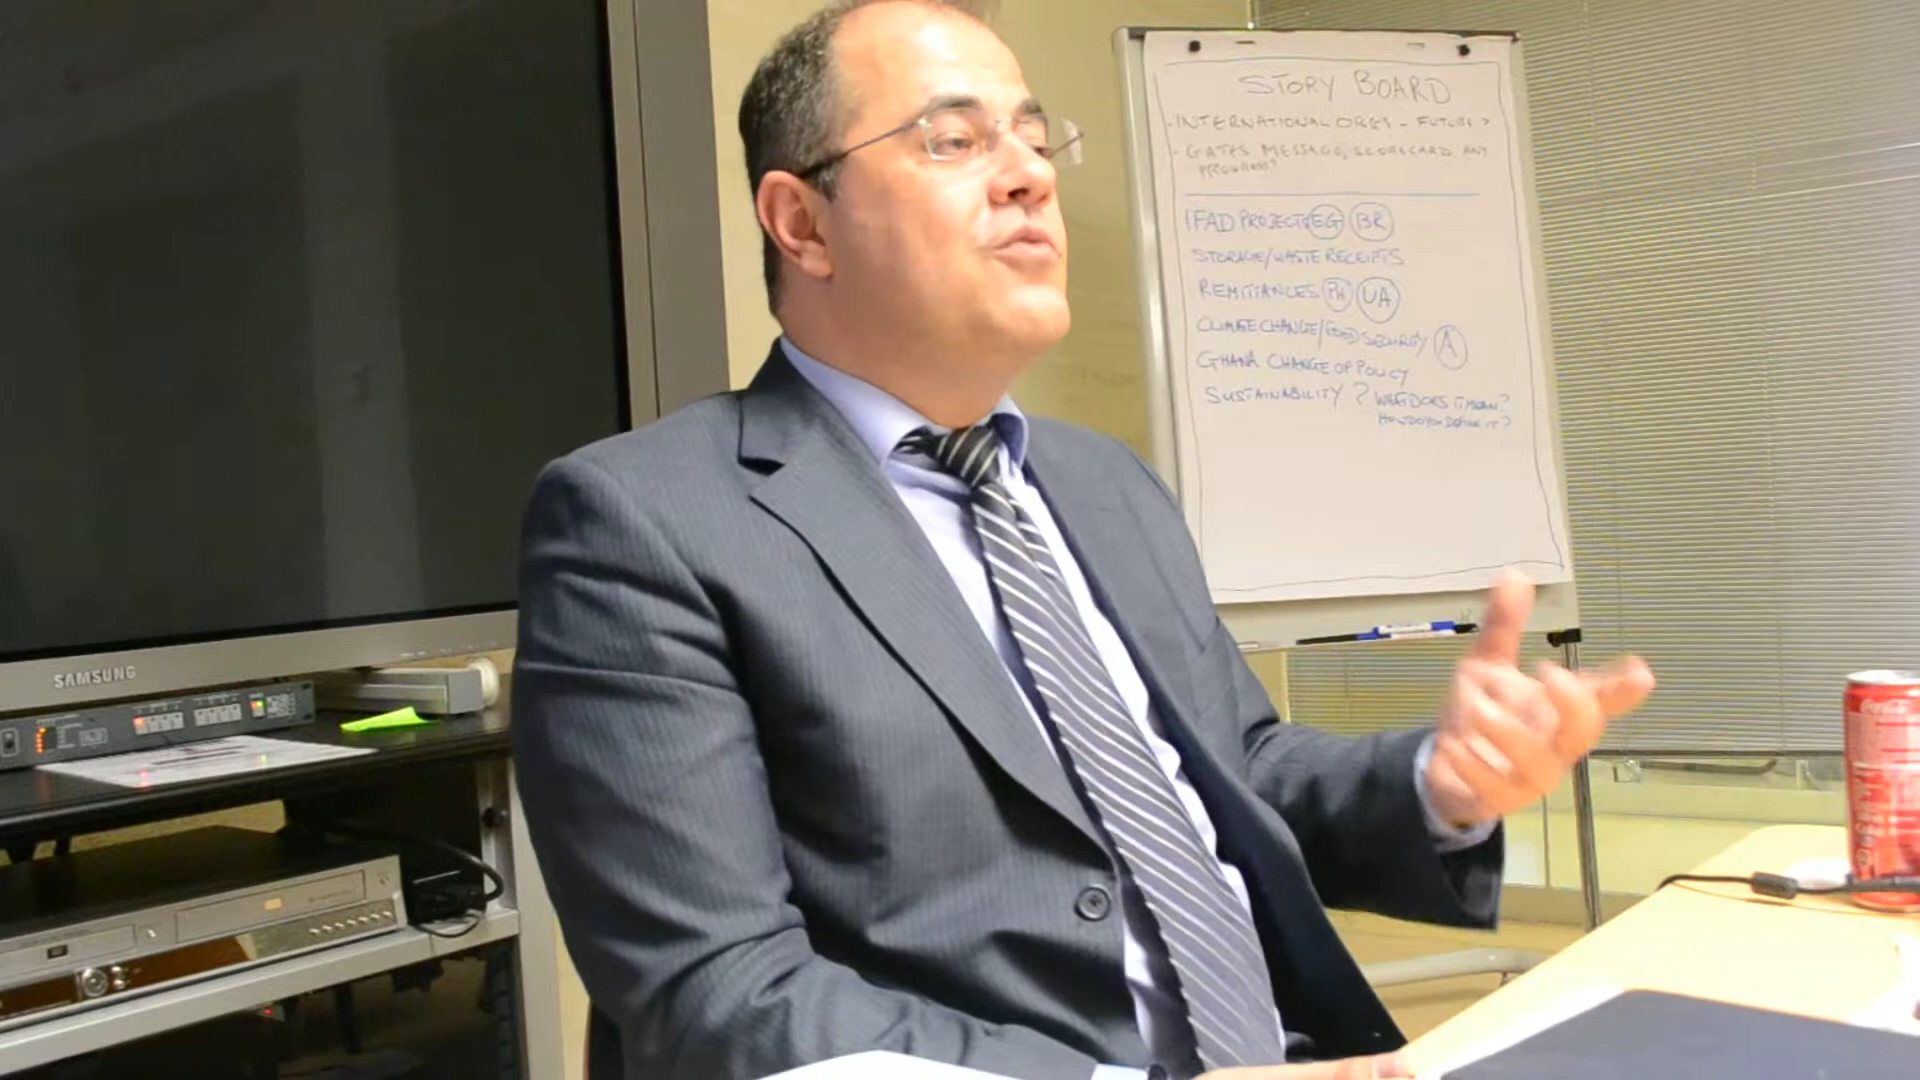 STORY BOARD
- INTERNATIONAL ORGS - FUTURE?
- GATES MESSAGE, SCORECARD ANY
PROGRESS?
IFAD PROJECTS EG BR
STORAGE/WASTE RECEIPTS
REMITTANCES PH UA
CLIMATE CHANGE/FOOD SECURITY A
GHANA CHANGE OF POLICY
SUSTAINABILITY? WHAT DOES IT MEAN?
HOW DO YOU DEFINE IT?
SAMSUNG
Coca-Cola